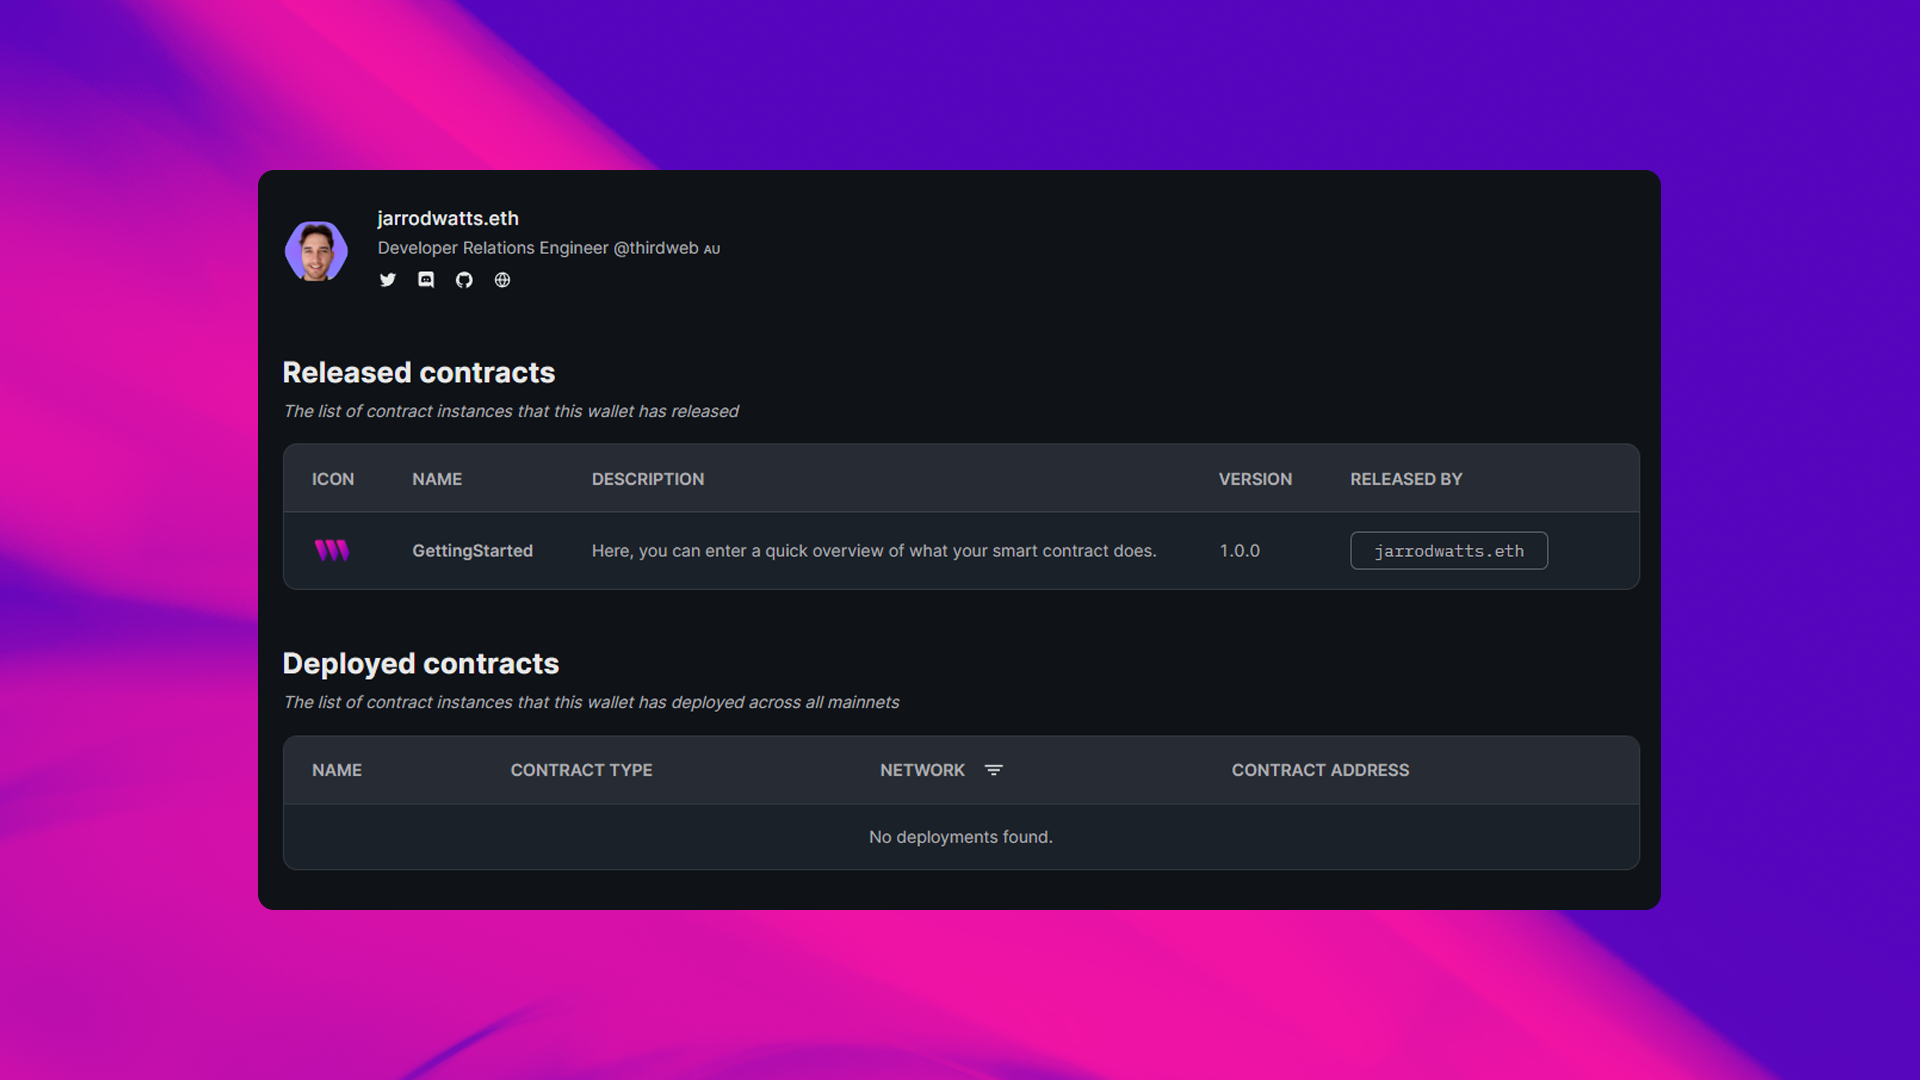 jarrodwatts.eth
Developer Relations Engineer @thirdweb AU
Released contracts
The list of contract instances that this wallet has released
ICON NAME DESCRIPTION VERSION RELEASED BY
GettingStarted Here, you can enter a quick overview of what your smart contract does. 1.0.0 jarrodwatts.eth
Deployed contracts
The list of contract instances that this wallet has deployed across all mainnets
NAME CONTRACT TYPE NETWORK CONTRACT ADDRESS
No deployments found.